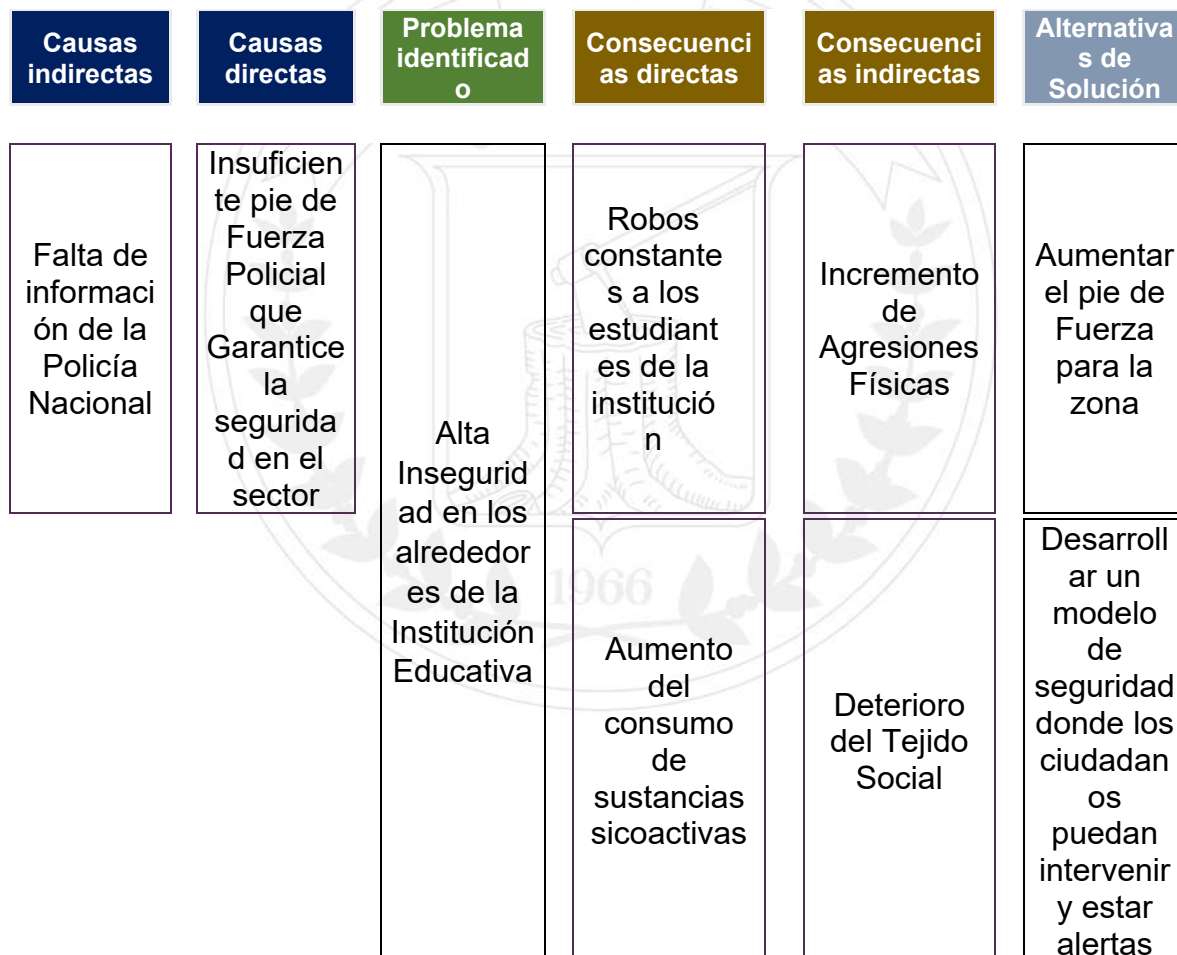 Causas
indirectas
Causas
directas
Problema
identificad
o
Consecuenci
as directas
Consecuenci
as indirectas
Alternativa
s de
Solución
Falta de
informaci
ón de la
Policía
Nacional
Insuficien
te pie de
Fuerza
Policial
que
Garantice
la
segurida
d en el
sector
Alta
Insegurid
ad en los
alrededor
es de la
Institución
Educativa
Robos
constante
s a los
estudiant
es de la
institució
n
Incremento
de
Agresiones
Físicas
Aumentar
el pie de
Fuerza
para la
zona
Aumento
del
consumo
de
sustancias
sicoactivas
Deterioro
del Tejido
Social
Desarroll
ar un
modelo
de
seguridad
donde los
ciudadan
os
puedan
intervenir
y estar
alertas
1966